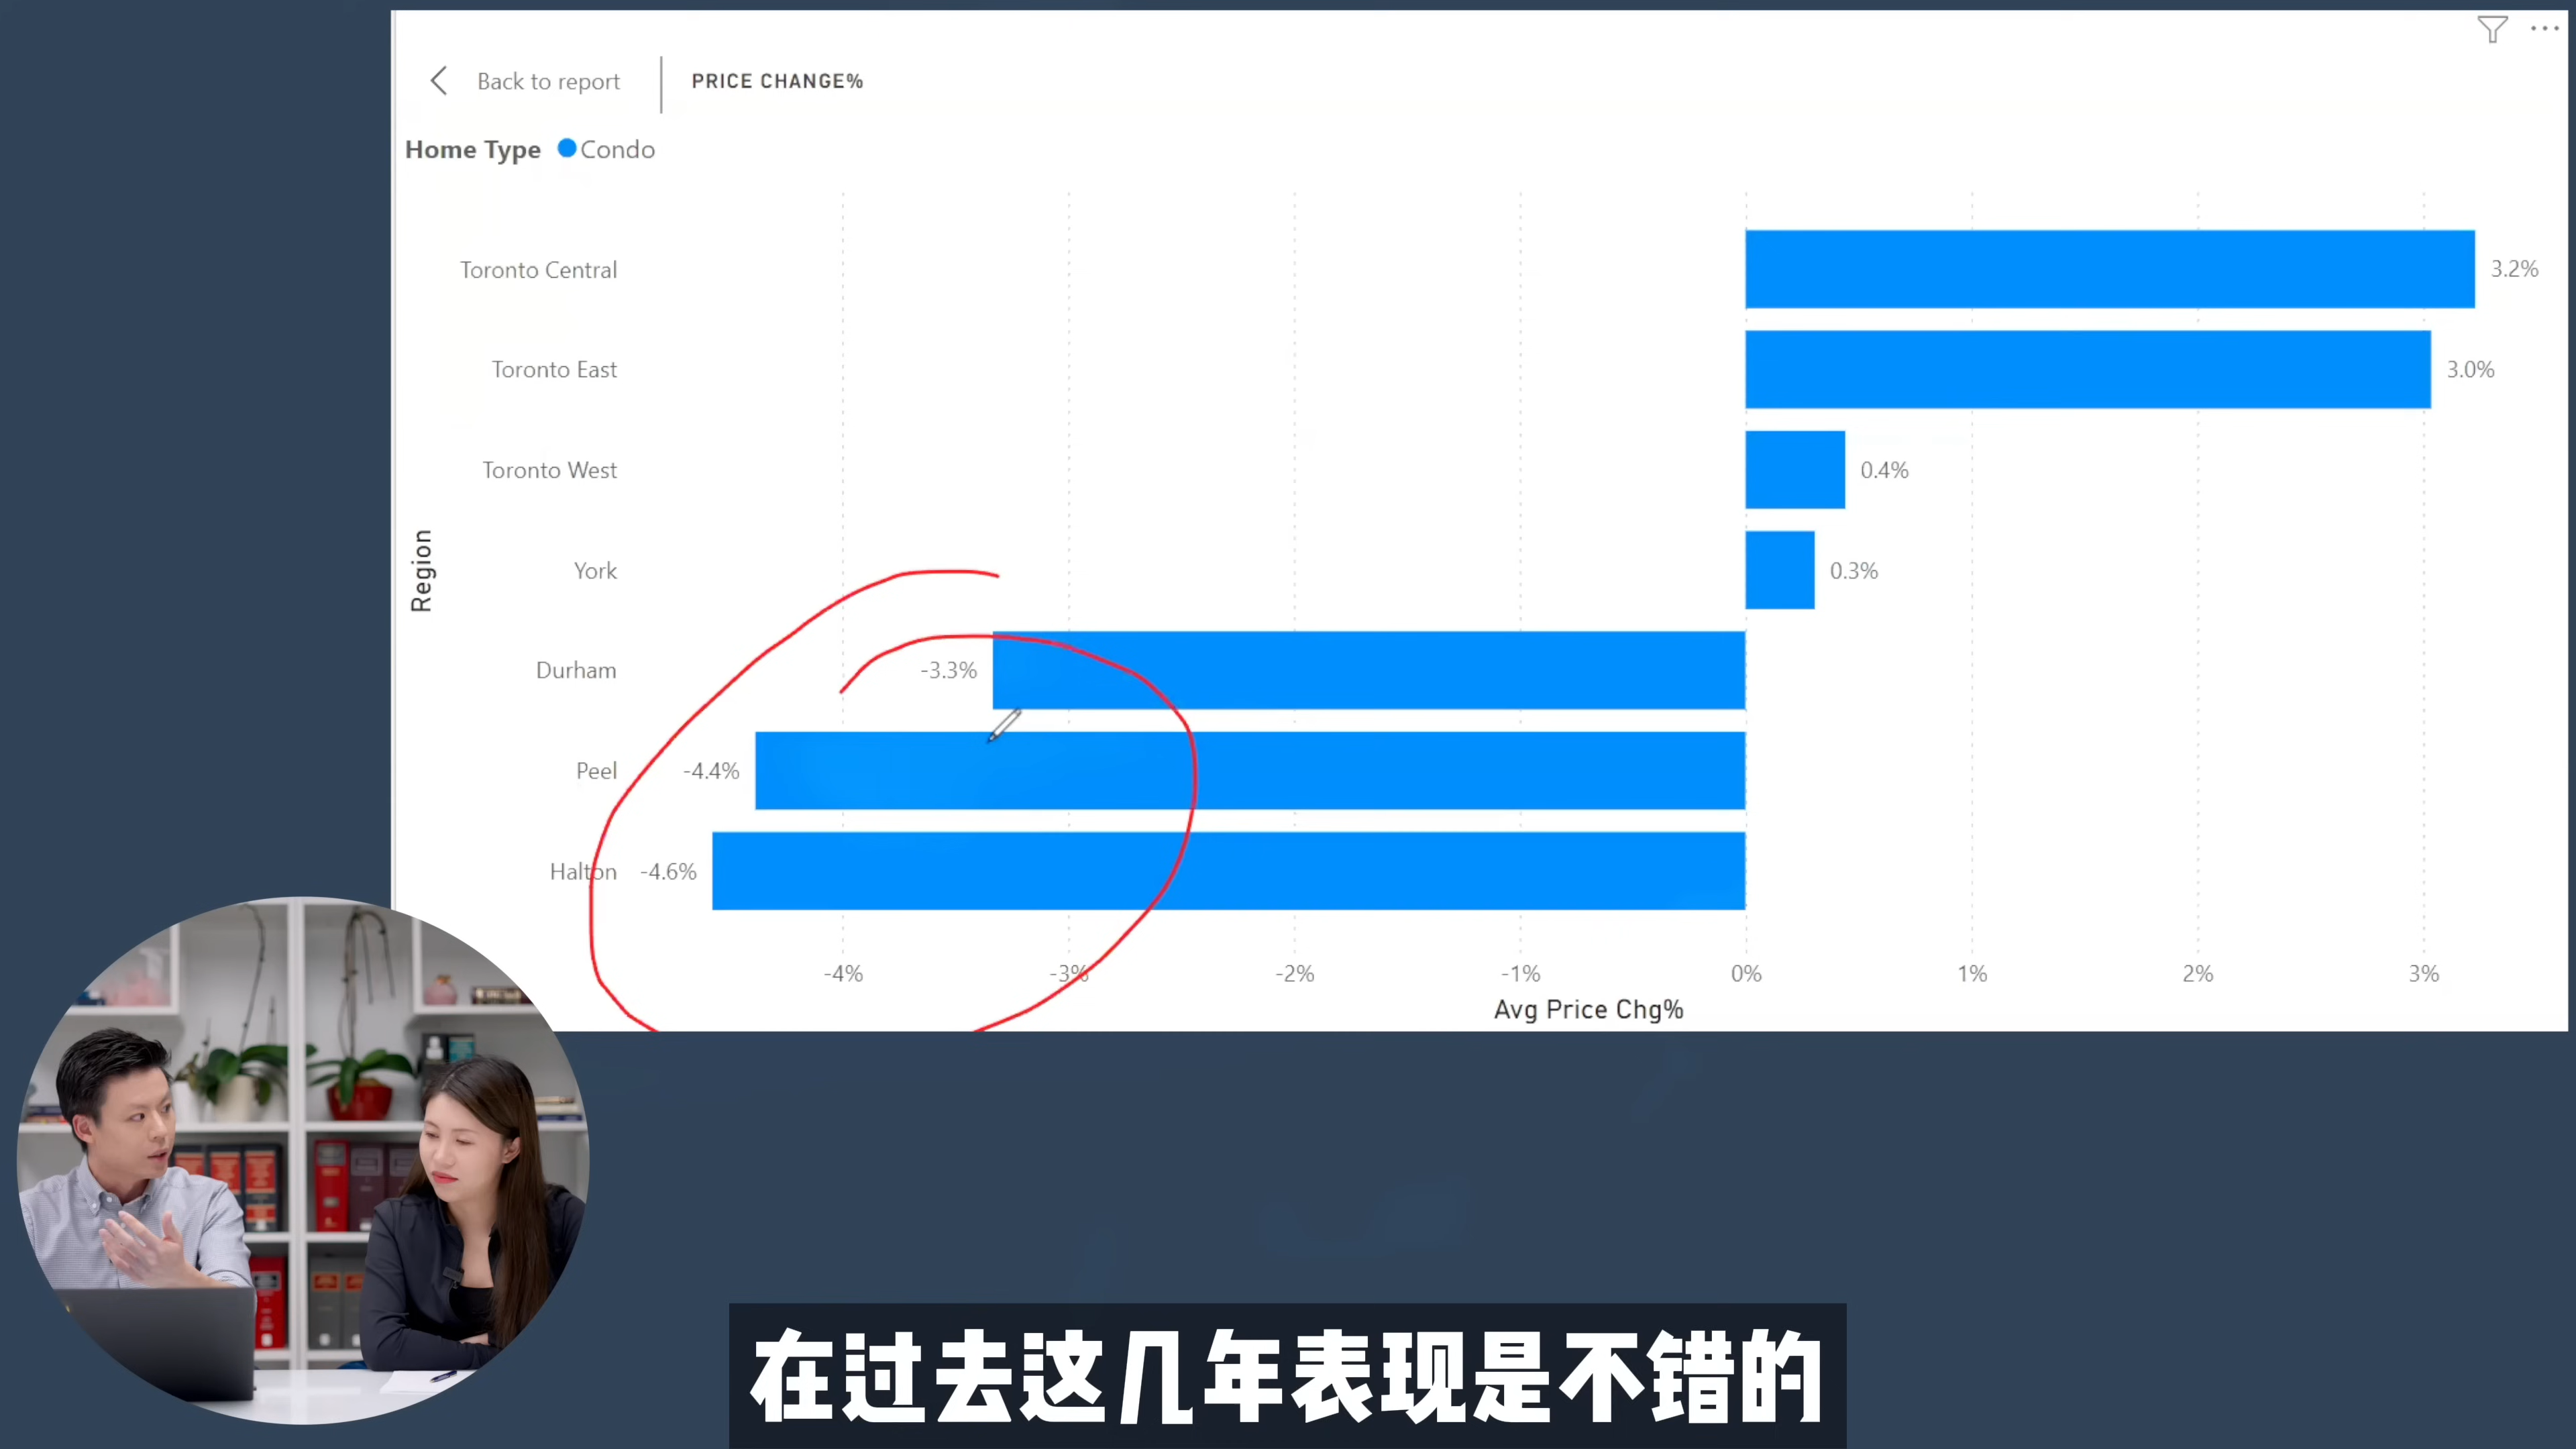 Back to report
PRICE CHANGE%
Home Type Condo
Region
Toronto Central 3.2%
Toronto East 3.0%
Toronto West 0.4%
York 0.3%
Durham -3.3%
Peel -4.4%
Halton -4.6%
-4% -3% -2% -1% 0% 1% 2% 3%
Avg Price Chg%
在过去这几年表现是不错的